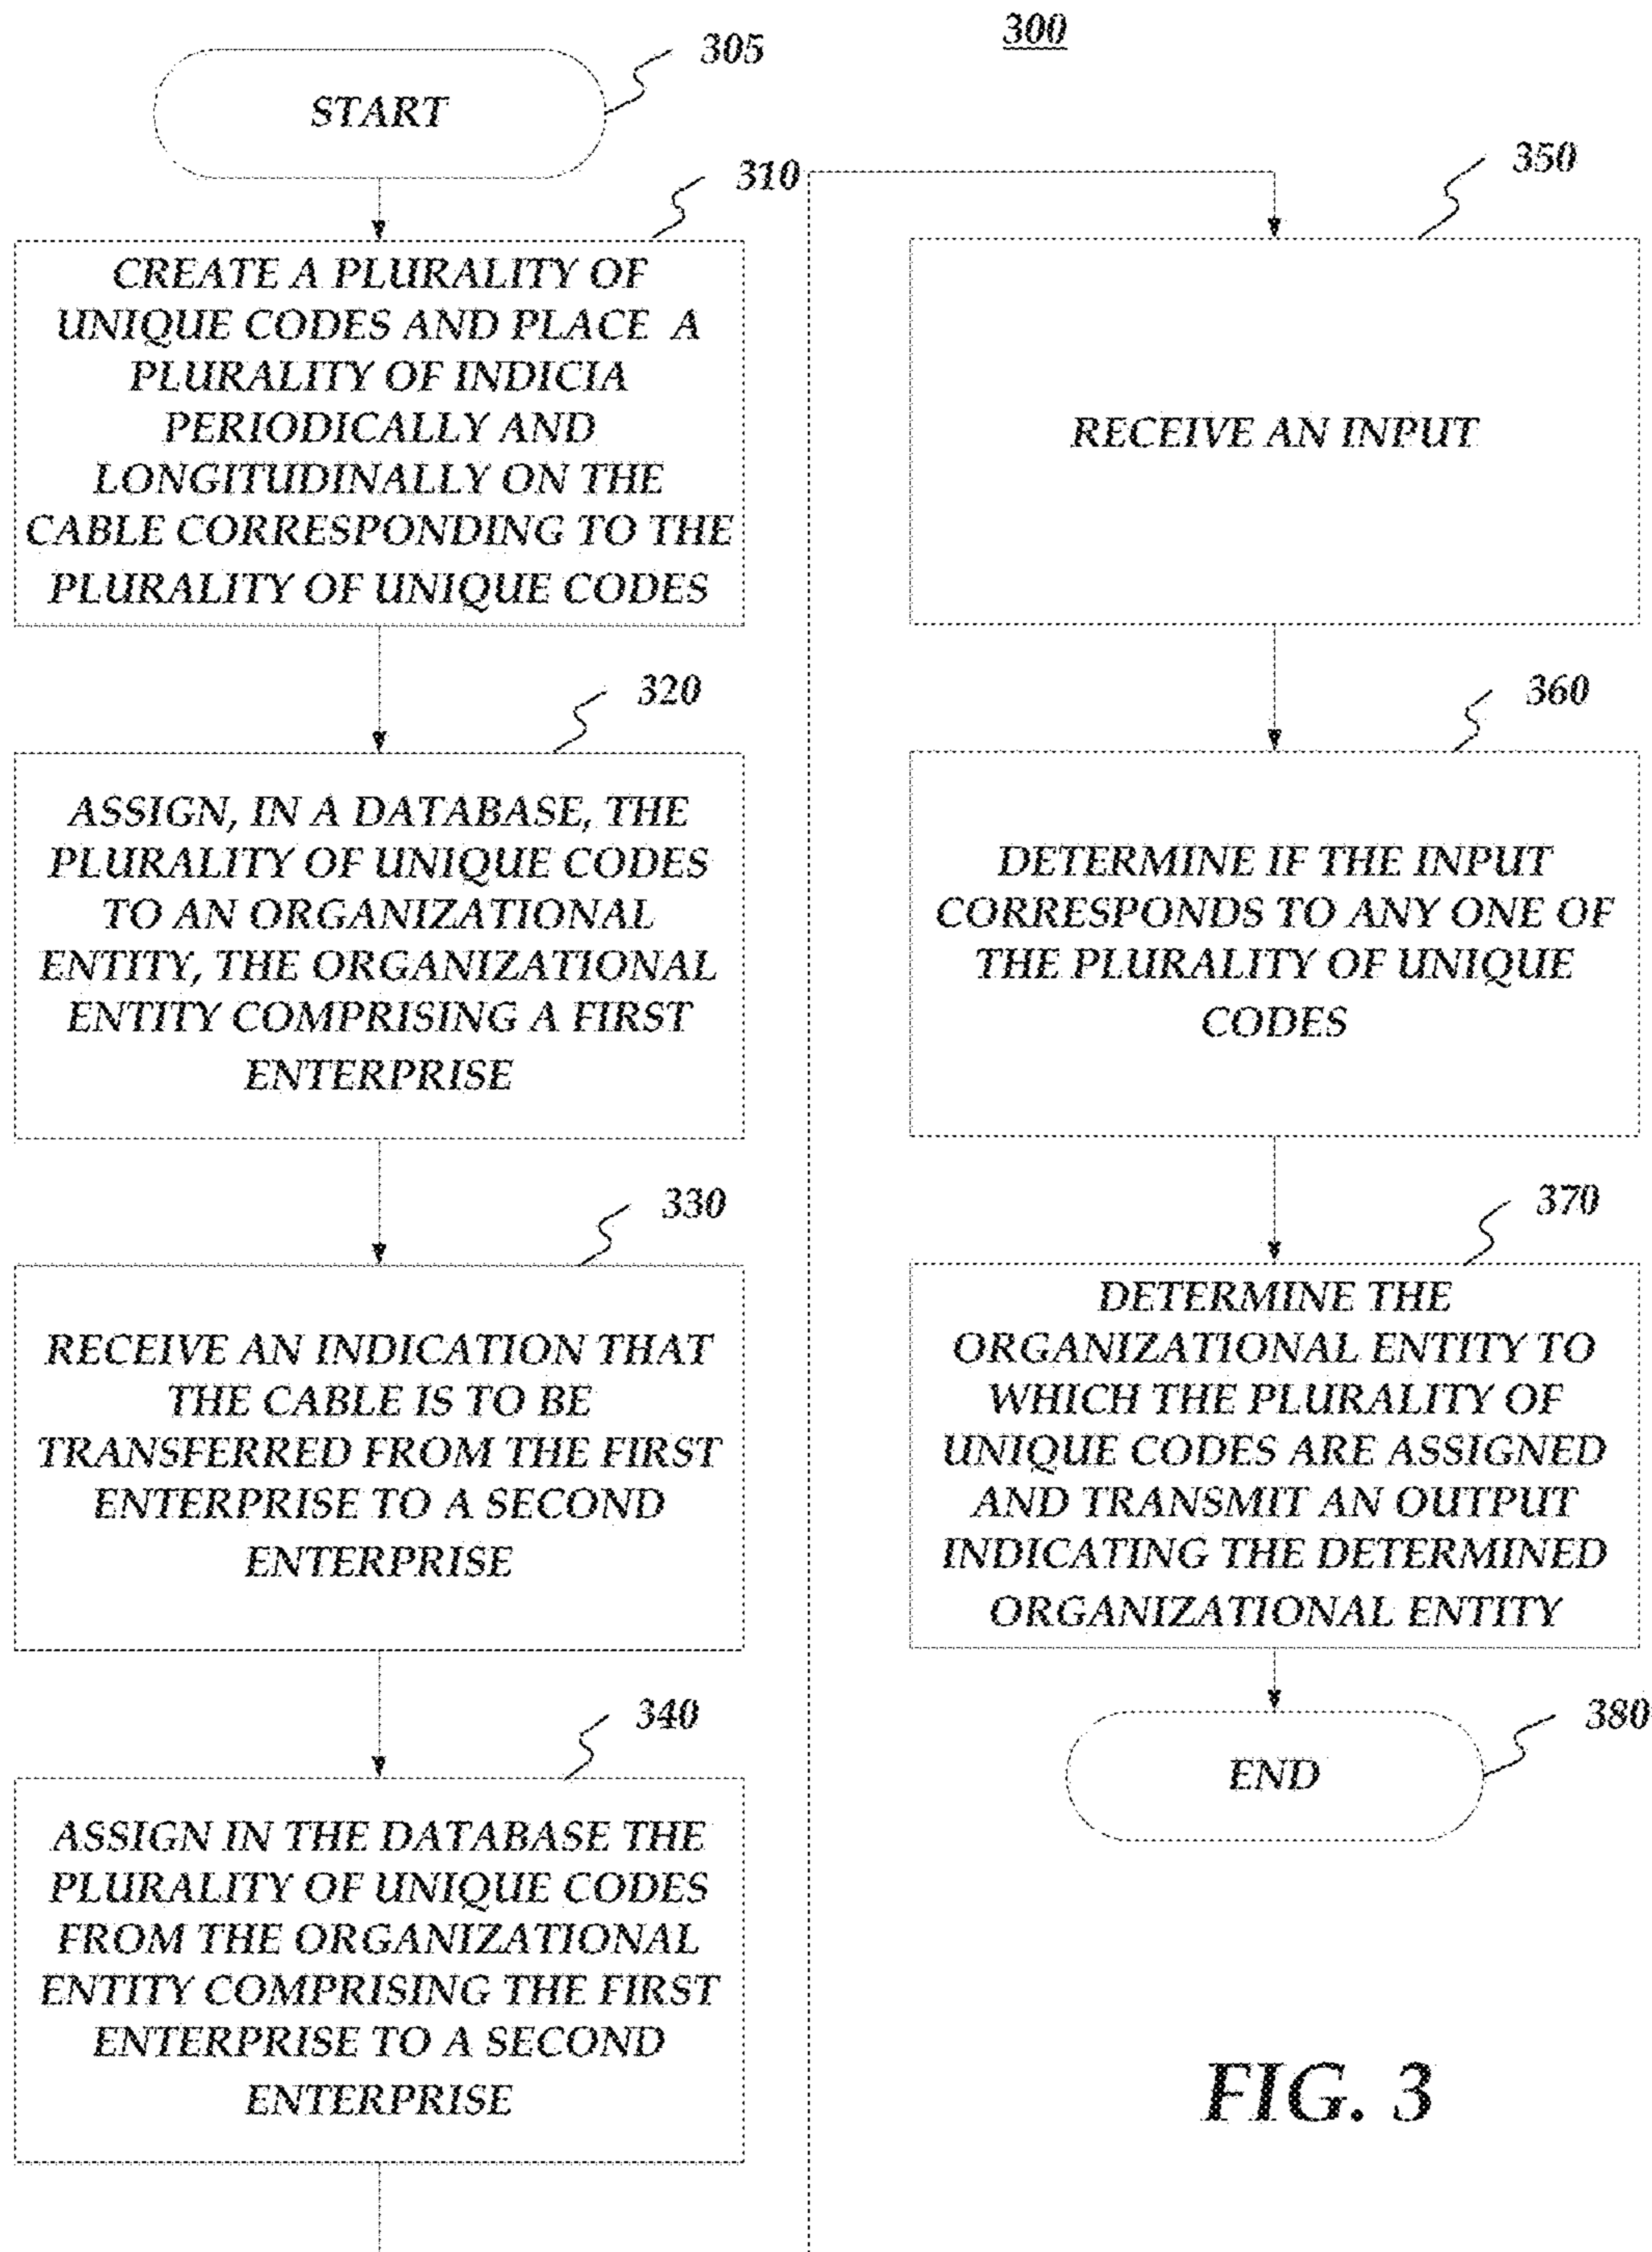 300
305
START
310
CREATE A PLURALITY OF
UNIQUE CODES AND PLACE A
PLURALITY OF INDICIA
PERIODICALLY AND
LONGITUDINALLY ON THE
CABLE CORRESPONDING TO THE
PLURALITY OF UNIQUE CODES
320
ASSIGN, IN A DATABASE, THE
PLURALITY OF UNIQUE CODES
TO AN ORGANIZATIONAL
ENTITY, THE ORGANIZATIONAL
ENTITY COMPRISING A FIRST
ENTERPRISE
330
RECEIVE AN INDICATION THAT
THE CABLE IS TO BE
TRANSFERRED FROM THE FIRST
ENTERPRISE TO A SECOND
ENTERPRISE
340
ASSIGN IN THE DATABASE THE
PLURALITY OF UNIQUE CODES
FROM THE ORGANIZATIONAL
ENTITY COMPRISING THE FIRST
ENTERPRISE TO A SECOND
ENTERPRISE
350
RECEIVE AN INPUT
360
DETERMINE IF THE INPUT
CORRESPONDS TO ANY ONE OF
THE PLURALITY OF UNIQUE
CODES
370
DETERMINE THE
ORGANIZATIONAL ENTITY TO
WHICH THE PLURALITY OF
UNIQUE CODES ARE ASSIGNED
AND TRANSMIT AN OUTPUT
INDICATING THE DETERMINED
ORGANIZATIONAL ENTITY
380
END
FIG. 3